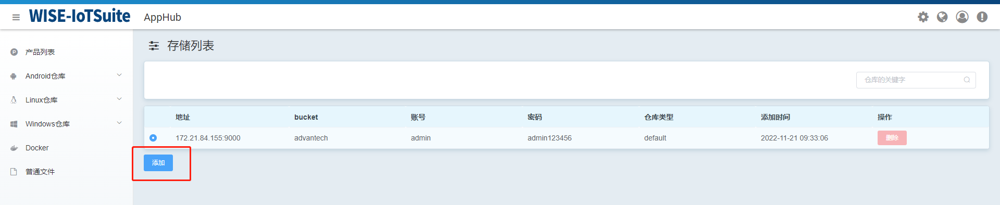 WISE-IoTSuite AppHub
存储列表
产品列表
Android仓库
Linux仓库
Windows仓库
Docker
普通文件
仓库的关键字
地址 bucket 账号 密码 仓库类型 添加时间 操作
172.21.84.155:9000 advantech admin admin123456 default 2022-11-21 09:33:06 删除
添加